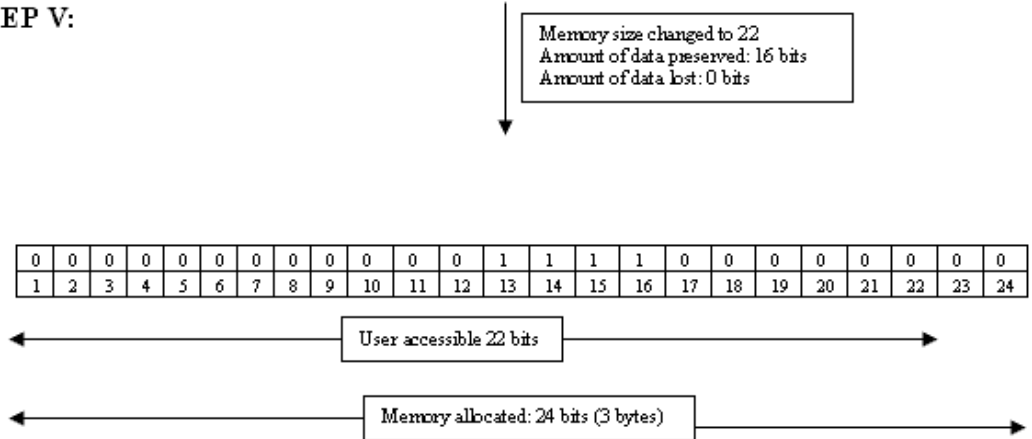 EP V:
Memory size changed to 22
Amount of data preserved: 16 bits
Amount of data lost: 0 bits
0 0 0 0 0 0 0 0 0 0 0 0 1 1 1 1 0 0 0 0 0 0 0 0
1 2 3 4 5 6 7 8 9 10 11 12 13 14 15 16 17 18 19 20 21 22 23 24
User accessible 22 bits
Memory allocated: 24 bits (3 bytes)